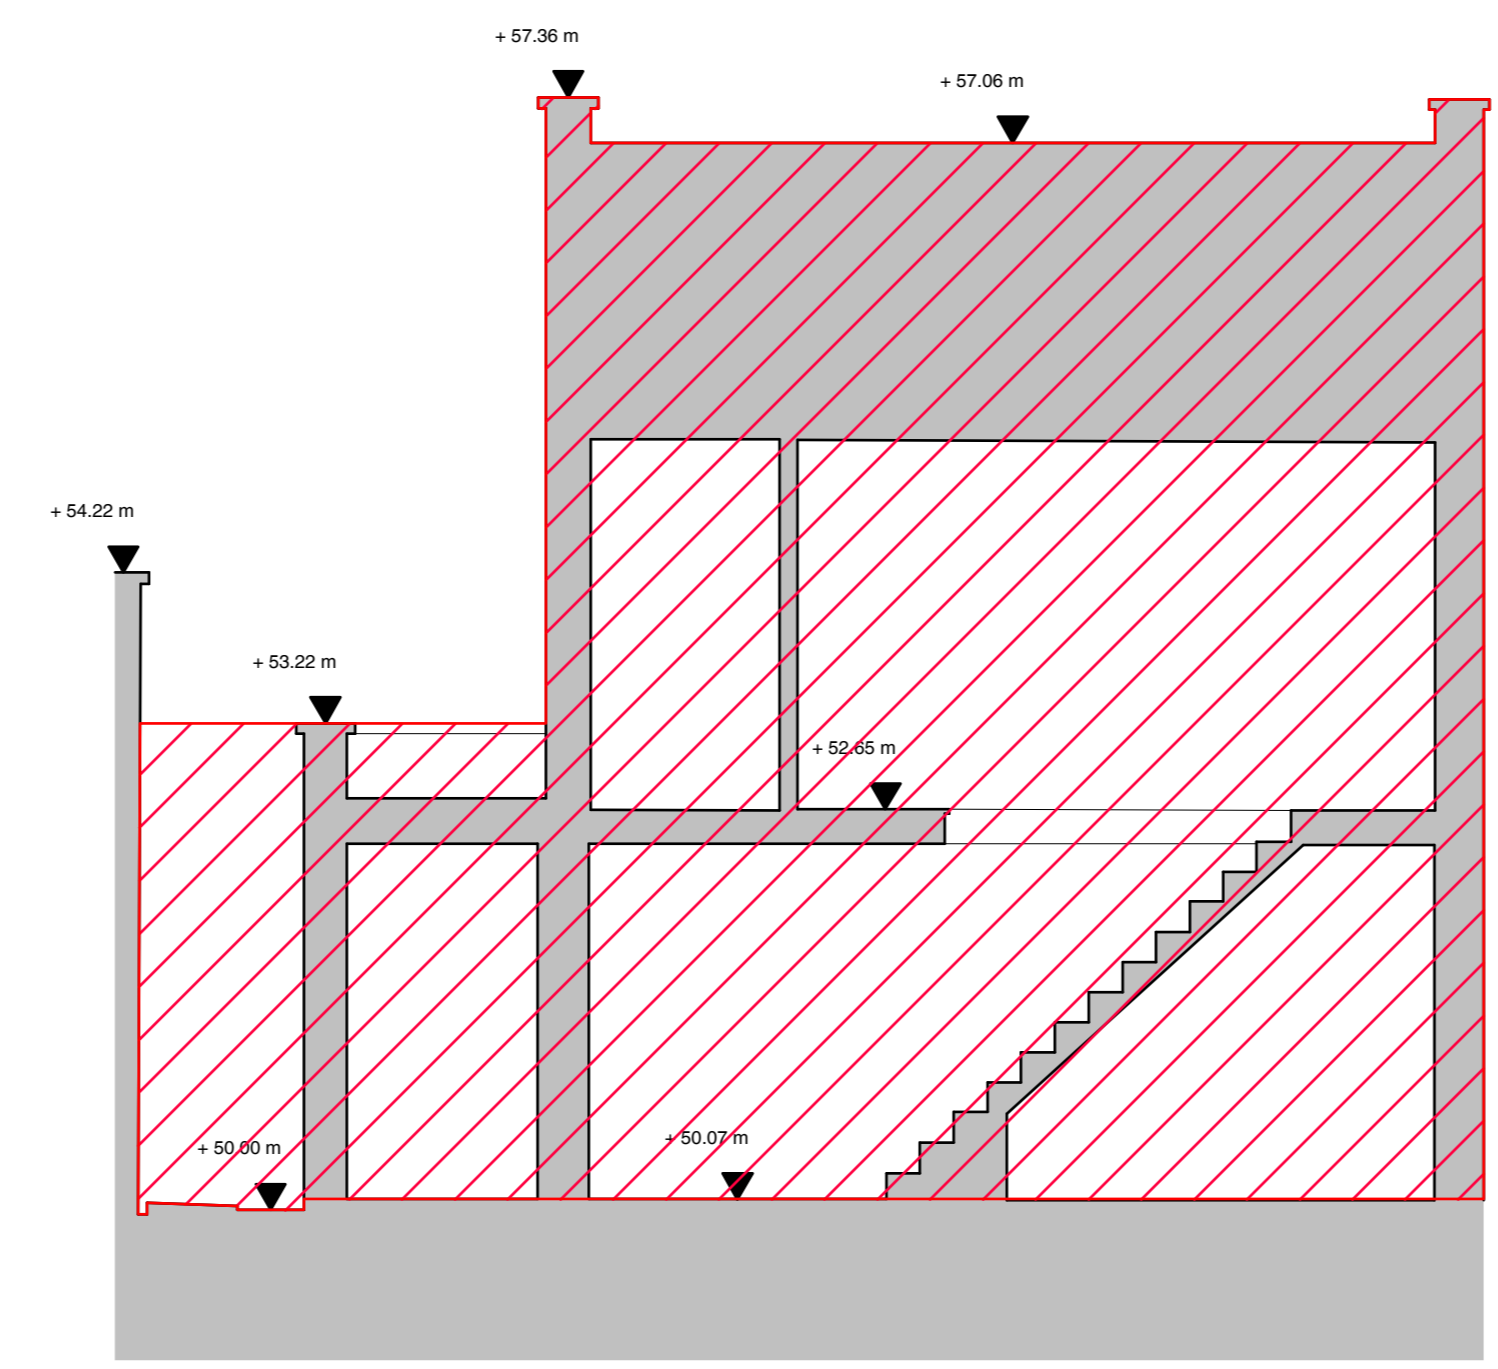 + 57.36 m
+ 57.06 m
+ 54.22 m
+ 53.22 m
+ 52.65 m
+ 50.07 m
+ 50.00 m